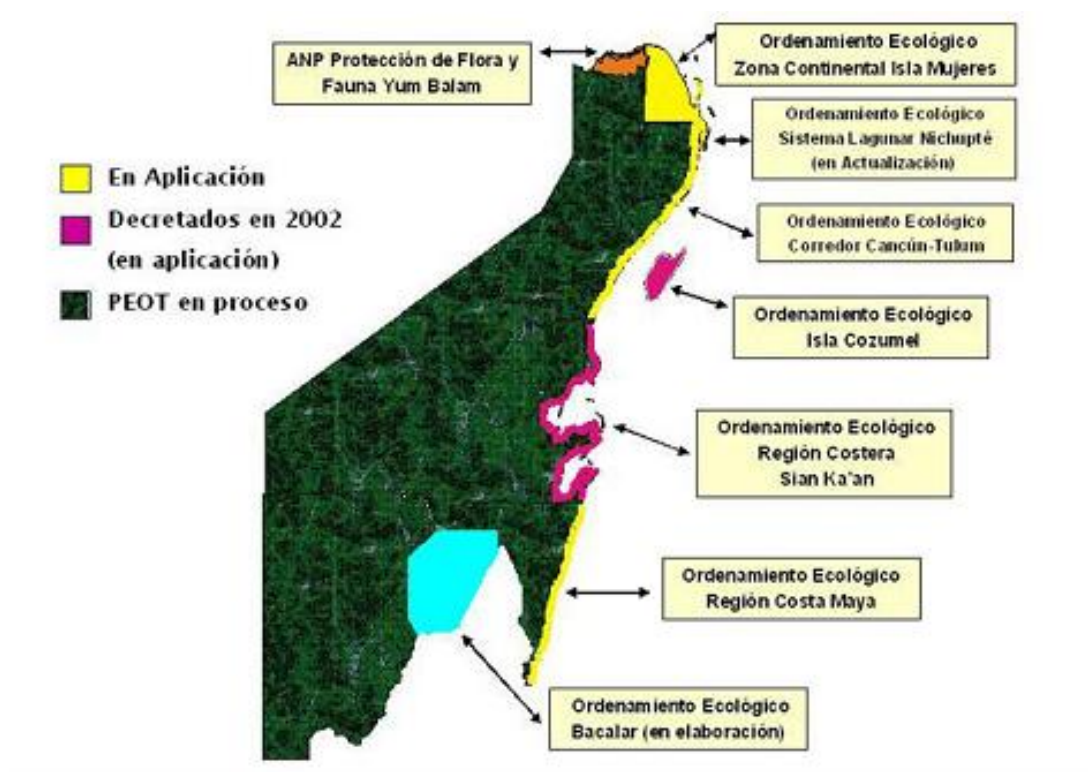 ANP Protección de Flora y
Fauna Yum Balam
Ordenamiento Ecológico
Zona Continental Isla Mujeres
Ordenamiento Ecológico
Sistema Lagunar Nichupté
(en Actualización)
En Aplicación
Decretados en 2002
(en aplicación)
PEOT en proceso
Ordenamiento Ecológico
Corredor Cancún-Tulum
Ordenamiento Ecológico
Isla Cozumel
Ordenamiento Ecológico
Región Costera
Sian Ka'an
Ordenamiento Ecológico
Región Costa Maya
Ordenamiento Ecológico
Bacalar (en elaboración)